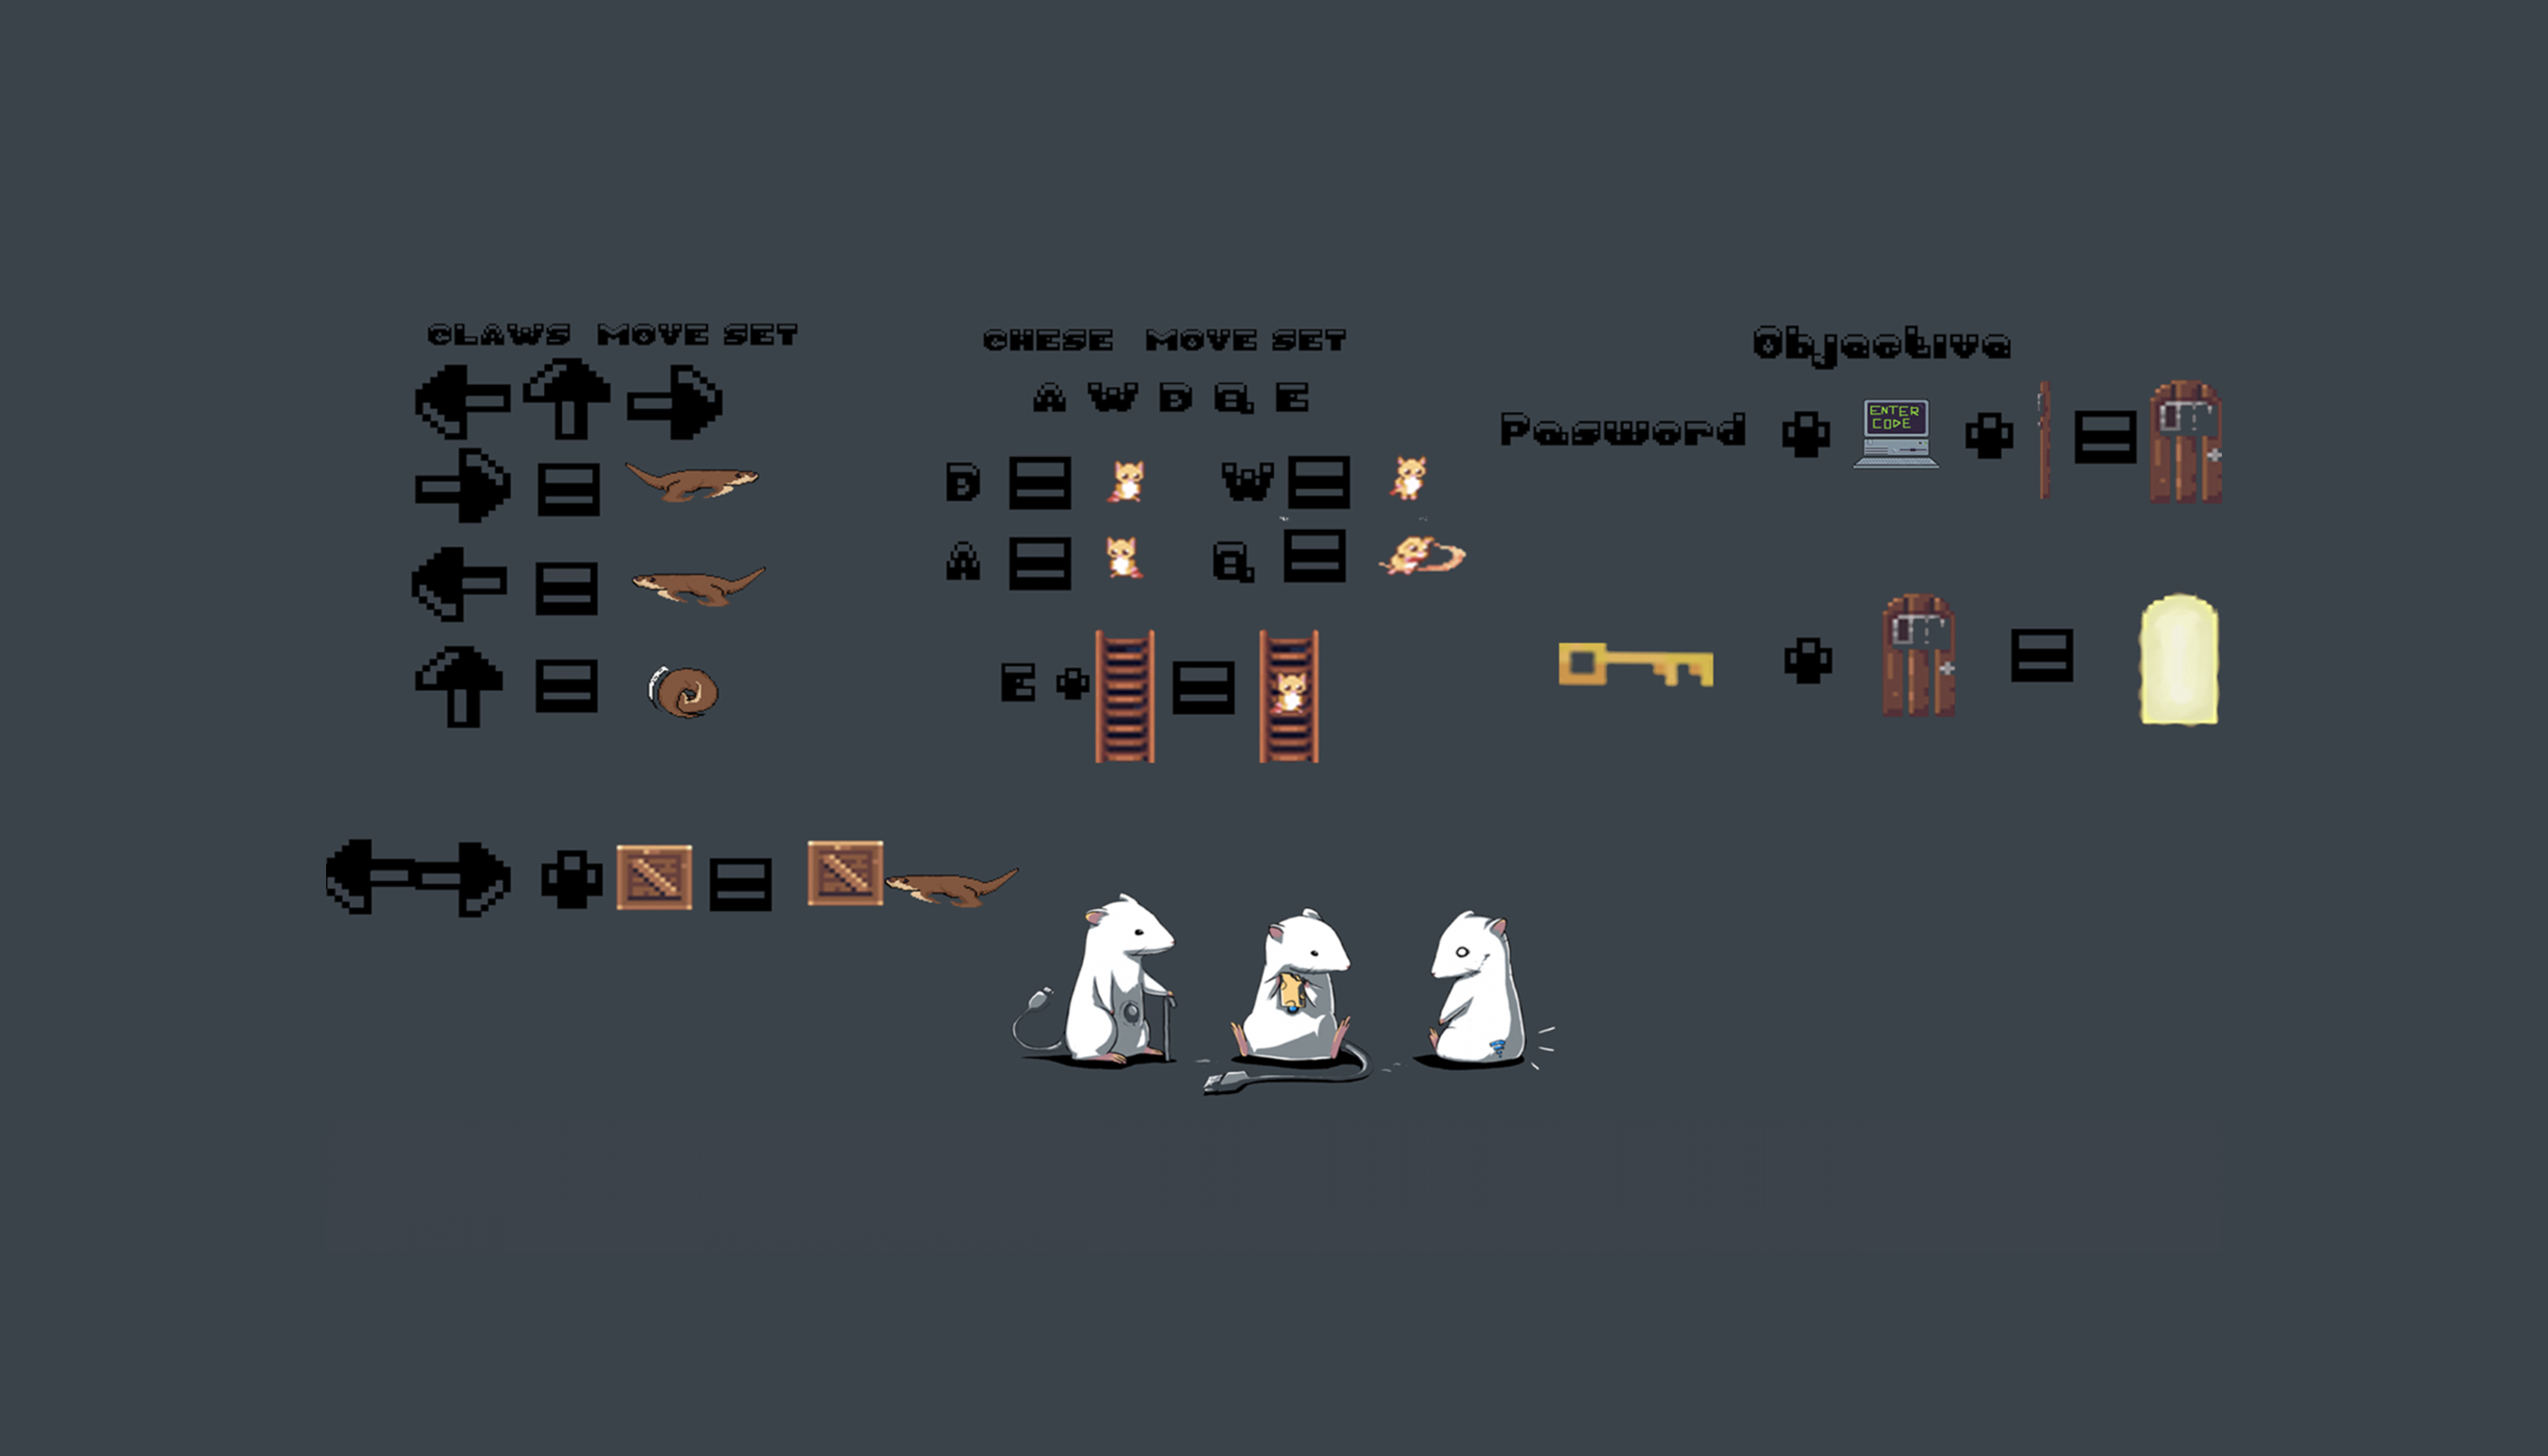 CLAWS MOVE SET
CHESE MOVE SET
A W D Q E
D = W =
A = Q =
E + =
+ =
Objective
Pasword + ENTER
CODE + =
+ =